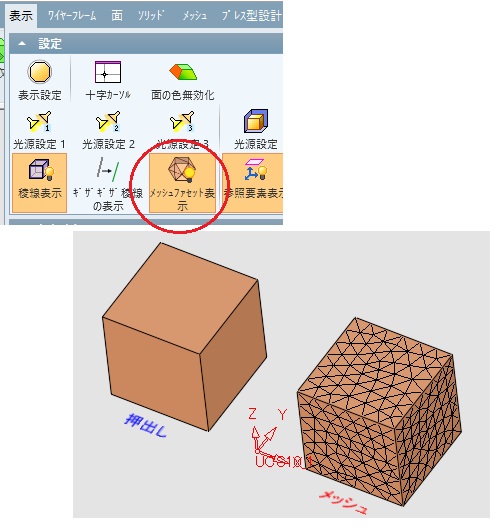 表示 ﾜｲﾔｰﾌﾚｰﾑ 面 ｿﾘｯﾄﾞ ﾒｯｼｭ ﾌﾟﾚｽ型設計
設定
表示設定 十字ｶｰｿﾙ 面の色無効化
1 2 3
光源設定 1 光源設定 2 光源設定 3 光源設定
稜線表示 ｷﾞｻﾞｷﾞｻﾞ稜線 ﾒｯｼｭﾌｧｾｯﾄ表 参照要素表示
の表示 示
押出し
Z Y
メッシュ